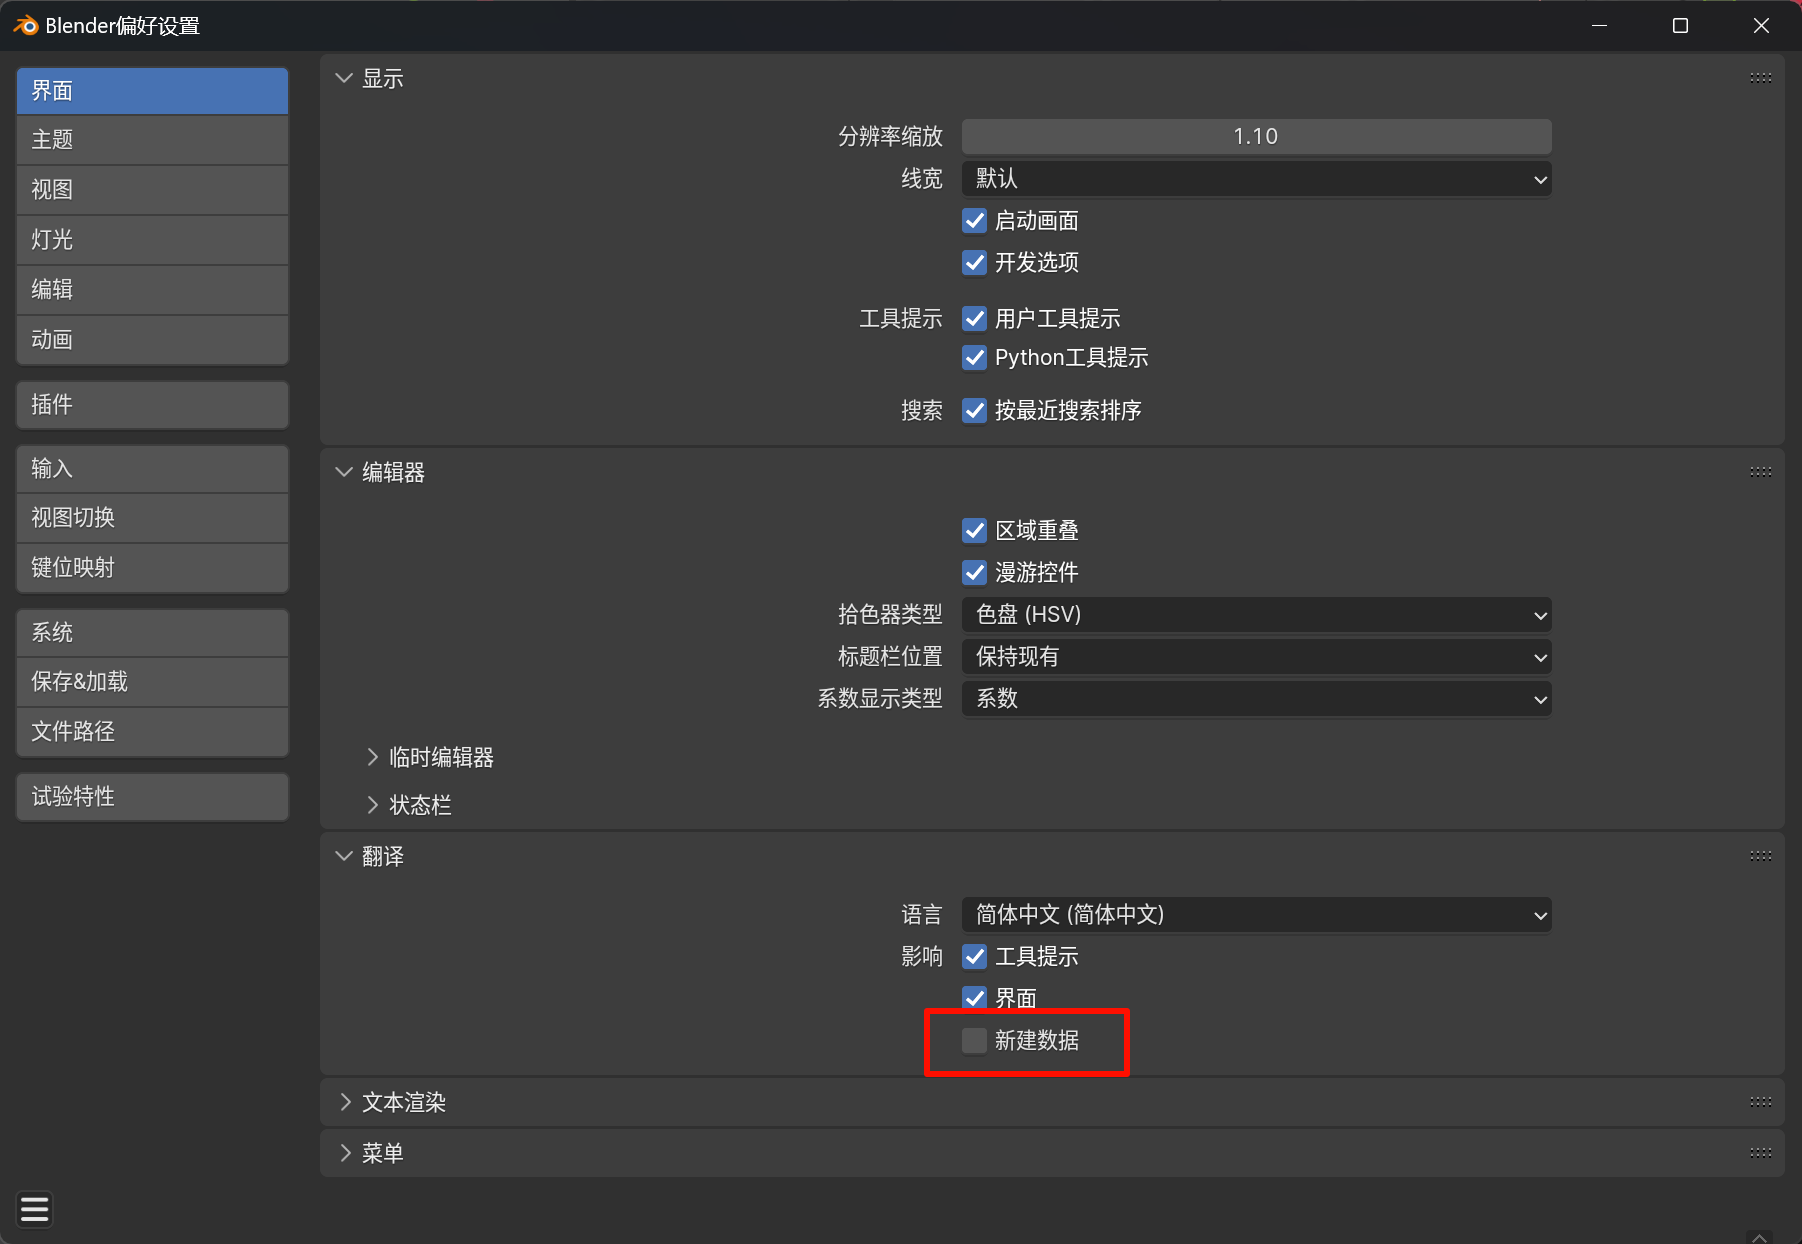 Blender偏好设置
界面
主题
视图
灯光
编辑
动画
插件
输入
视图切换
键位映射
系统
保存&加载
文件路径
试验特性
显示
分辨率缩放 1.10
线宽 默认
启动画面
开发选项
工具提示 用户工具提示
Python工具提示
搜索 按最近搜索排序
编辑器
区域重叠
漫游控件
拾色器类型 色盘 (HSV)
标题栏位置 保持现有
系数显示类型 系数
临时编辑器
状态栏
翻译
语言 简体中文 (简体中文)
影响 工具提示
界面
新建数据
文本渲染
菜单